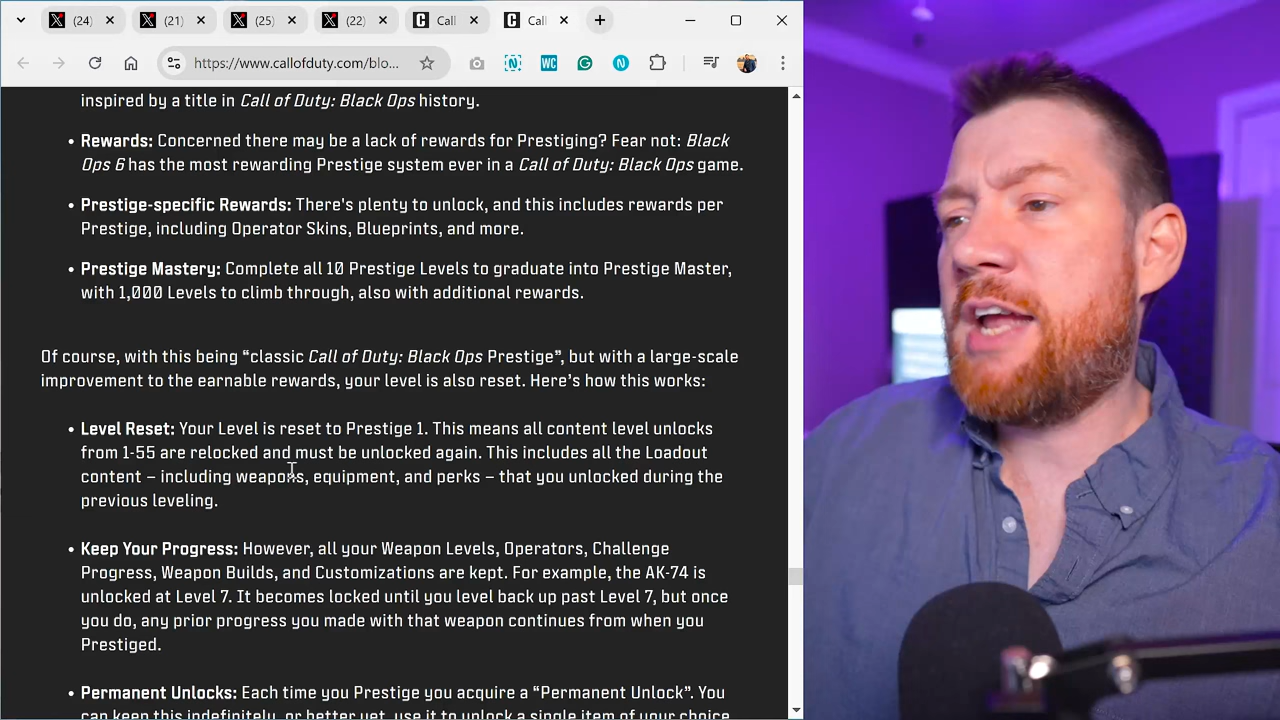 (24)
(21)
(25)
(22)
Call
Call
https://www.callofduty.com/blo...
WC
inspired by a title in Call of Duty: Black Ops history.
• Rewards: Concerned there may be a lack of rewards for Prestiging? Fear not: Black
Ops 6 has the most rewarding Prestige system ever in a Call of Duty: Black Ops game.
• Prestige-specific Rewards: There's plenty to unlock, and this includes rewards per
Prestige, including Operator Skins, Blueprints, and more.
• Prestige Mastery: Complete all 10 Prestige Levels to graduate into Prestige Master,
with 1,000 Levels to climb through, also with additional rewards.
Of course, with this being “classic Call of Duty: Black Ops Prestige”, but with a large-scale
improvement to the earnable rewards, your level is also reset. Here’s how this works:
• Level Reset: Your Level is reset to Prestige 1. This means all content level unlocks
from 1-55 are relocked and must be unlocked again. This includes all the Loadout
content – including weapons, equipment, and perks – that you unlocked during the
previous leveling.
• Keep Your Progress: However, all your Weapon Levels, Operators, Challenge
Progress, Weapon Builds, and Customizations are kept. For example, the AK-74 is
unlocked at Level 7. It becomes locked until you level back up past Level 7, but once
you do, any prior progress you made with that weapon continues from when you
Prestiged.
• Permanent Unlocks: Each time you Prestige you acquire a “Permanent Unlock”. You
can keep this indefinitely, or better yet, use it to unlock a single item of your choice